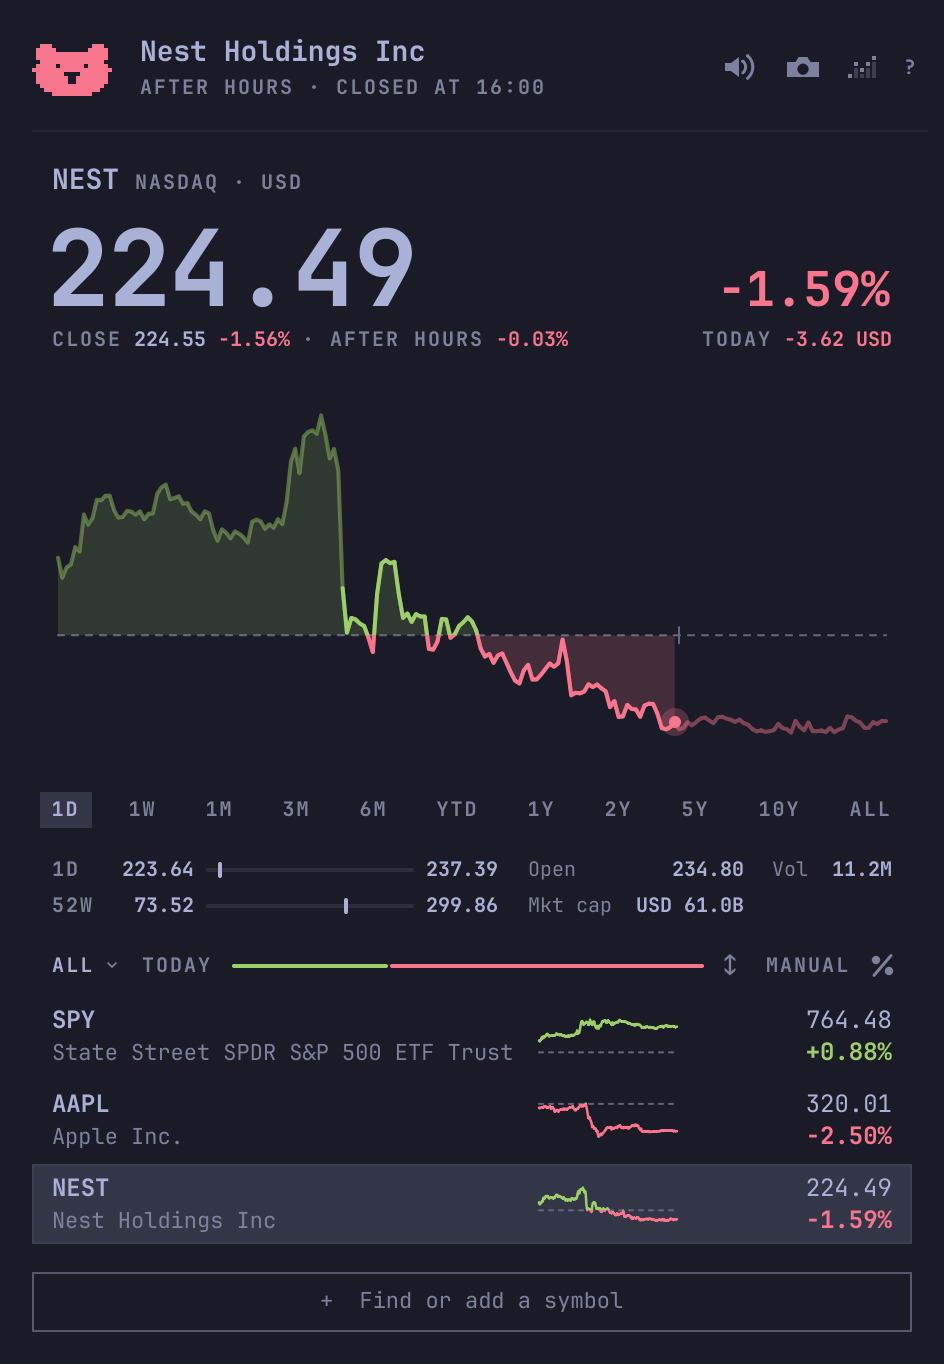 Nest Holdings Inc
AFTER HOURS · CLOSED AT 16:00
?
NEST NASDAQ · USD
224.49
-1.59%
CLOSE 224.55 -1.56% · AFTER HOURS -0.03%
TODAY -3.62 USD
1D 1W 1M 3M 6M YTD 1Y 2Y 5Y 10Y ALL
1D 223.64 237.39 Open 234.80 Vol 11.2M
52W 73.52 299.86 Mkt cap USD 61.0B
ALL TODAY MANUAL %
SPY 764.48
State Street SPDR S&P 500 ETF Trust +0.88%
AAPL 320.01
Apple Inc. -2.50%
NEST 224.49
Nest Holdings Inc -1.59%
+ Find or add a symbol